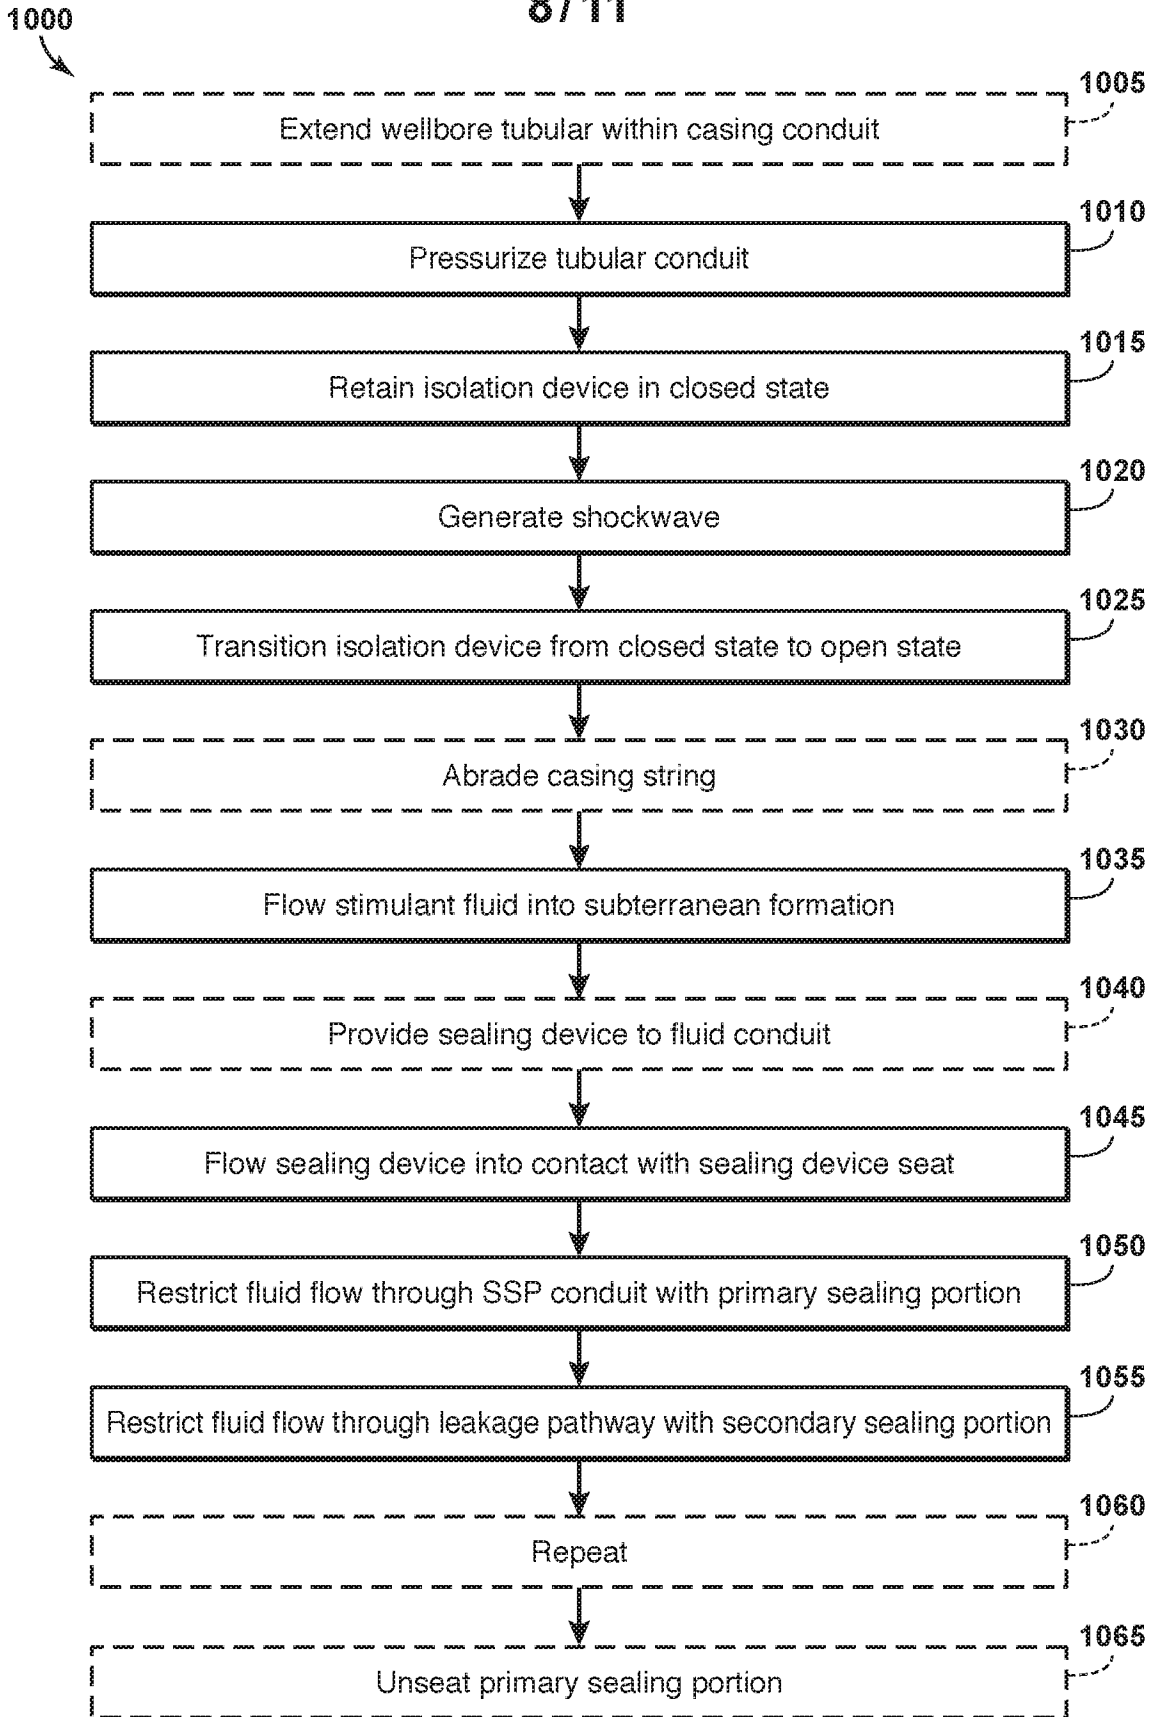 8/11
1000
1005
Extend wellbore tubular within casing conduit
1010
Pressurize tubular conduit
1015
Retain isolation device in closed state
1020
Generate shockwave
1025
Transition isolation device from closed state to open state
1030
Abrade casing string
1035
Flow stimulant fluid into subterranean formation
1040
Provide sealing device to fluid conduit
1045
Flow sealing device into contact with sealing device seat
1050
Restrict fluid flow through SSP conduit with primary sealing portion
1055
Restrict fluid flow through leakage pathway with secondary sealing portion
1060
Repeat
1065
Unseat primary sealing portion